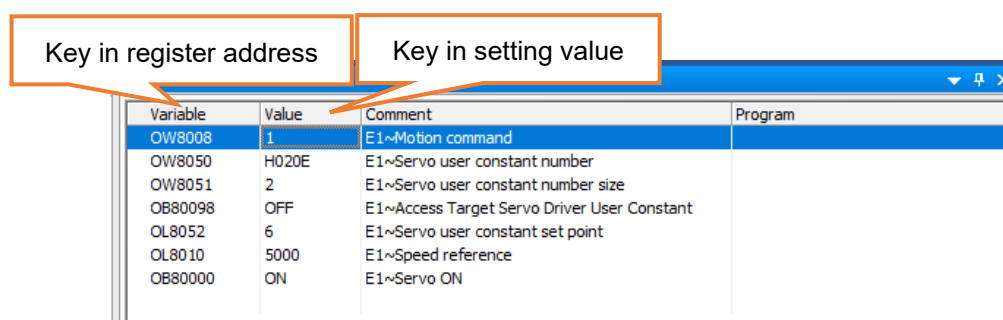 Key in register address
Key in setting value
Variable Value Comment Program
OW8008 1 E1~Motion command
OW8050 H020E E1~Servo user constant number
OW8051 2 E1~Servo user constant number size
OB80098 OFF E1~Access Target Servo Driver User Constant
OL8052 6 E1~Servo user constant set point
OL8010 5000 E1~Speed reference
OB80000 ON E1~Servo ON